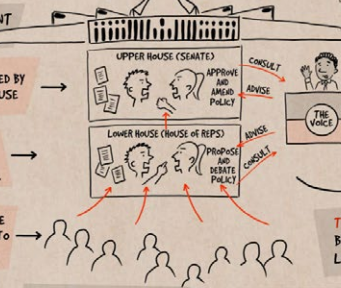 NT
UPPER HOUSE (SENATE)
ED BY
USE
APPROVE
AND
AMEND
POLICY
CONSULT
ADVISE
THE
VOICE
LOWER HOUSE (HOUSE OF REPS)
PROPOSE
AND
DEBATE
POLICY
ADVISE
CONSULT
E
TO
T
B
L